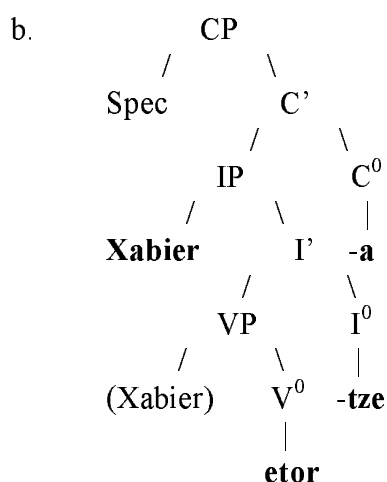 b. CP
Spec C’
IP C⁰
Xabier I’ -a
VP I⁰
(Xabier) V⁰ -tze
etor